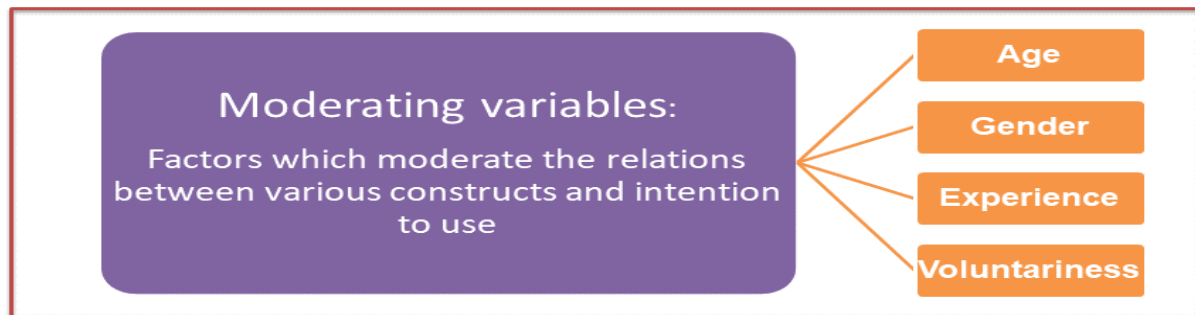 Moderating variables:
Factors which moderate the relations
between various constructs and intention
to use
Age
Gender
Experience
Voluntariness